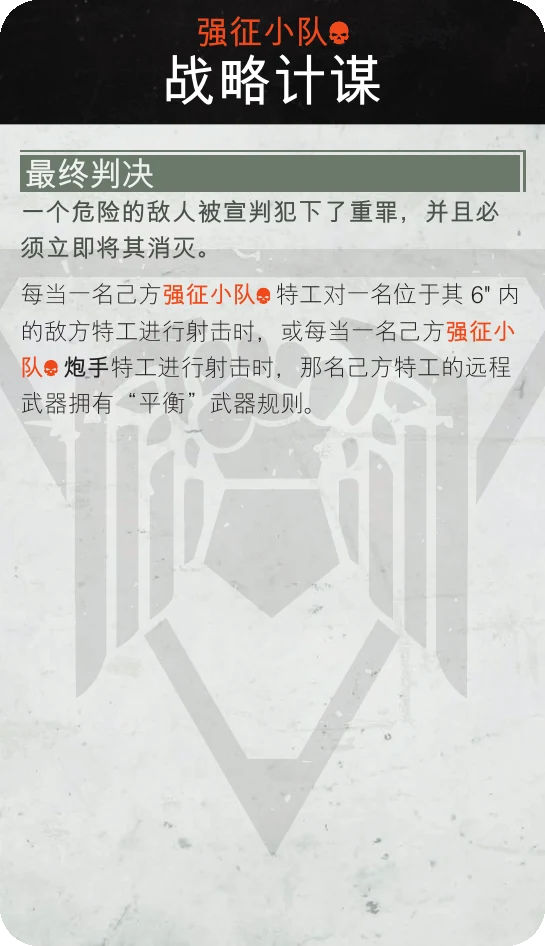 强征小队
战略计谋
最终判决
一个危险的敌人被宣判犯下了重罪，并且必
须立即将其消灭。
每当一名己方强征小队特工对一名位于其 6" 内
的敌方特工进行射击时，或每当一名己方强征小
队炮手特工进行射击时，那名己方特工的远程
武器拥有“平衡”武器规则。